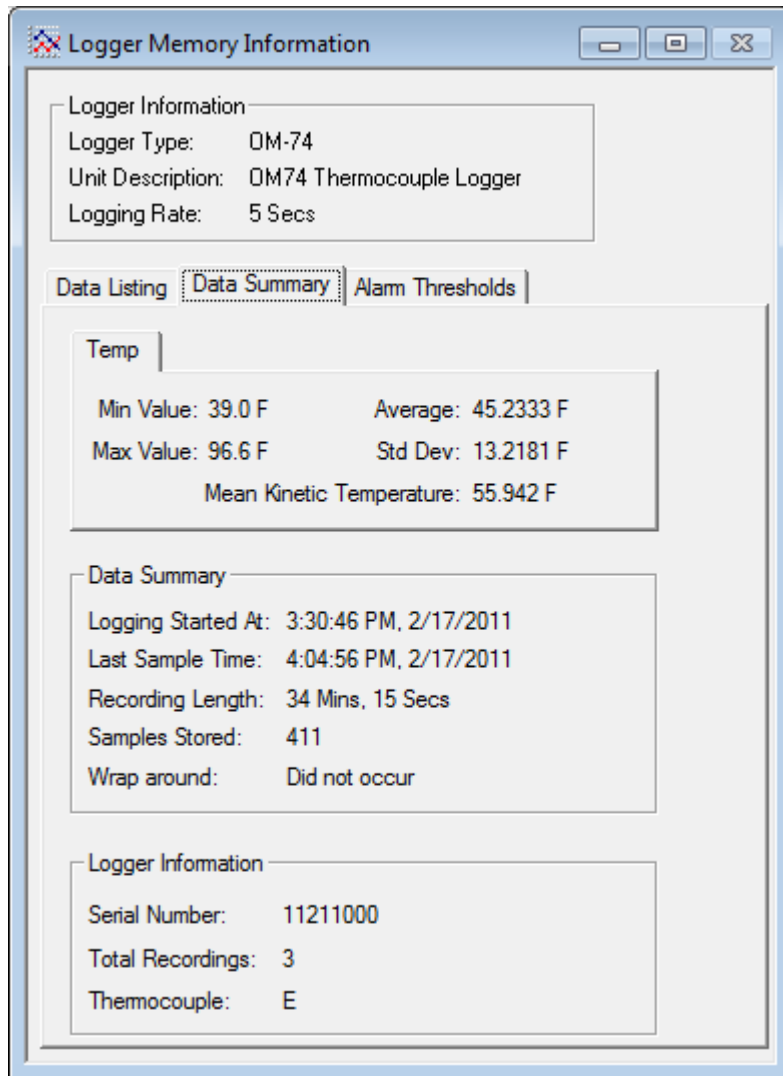 Logger Memory Information
Logger Information
Logger Type: OM-74
Unit Description: OM74 Thermocouple Logger
Logging Rate: 5 Secs
Data Listing Data Summary Alarm Thresholds
Temp
Min Value: 39.0 F Average: 45.2333 F
Max Value: 96.6 F Std Dev: 13.2181 F
Mean Kinetic Temperature: 55.942 F
Data Summary
Logging Started At: 3:30:46 PM, 2/17/2011
Last Sample Time: 4:04:56 PM, 2/17/2011
Recording Length: 34 Mins, 15 Secs
Samples Stored: 411
Wrap around: Did not occur
Logger Information
Serial Number: 11211000
Total Recordings: 3
Thermocouple: E